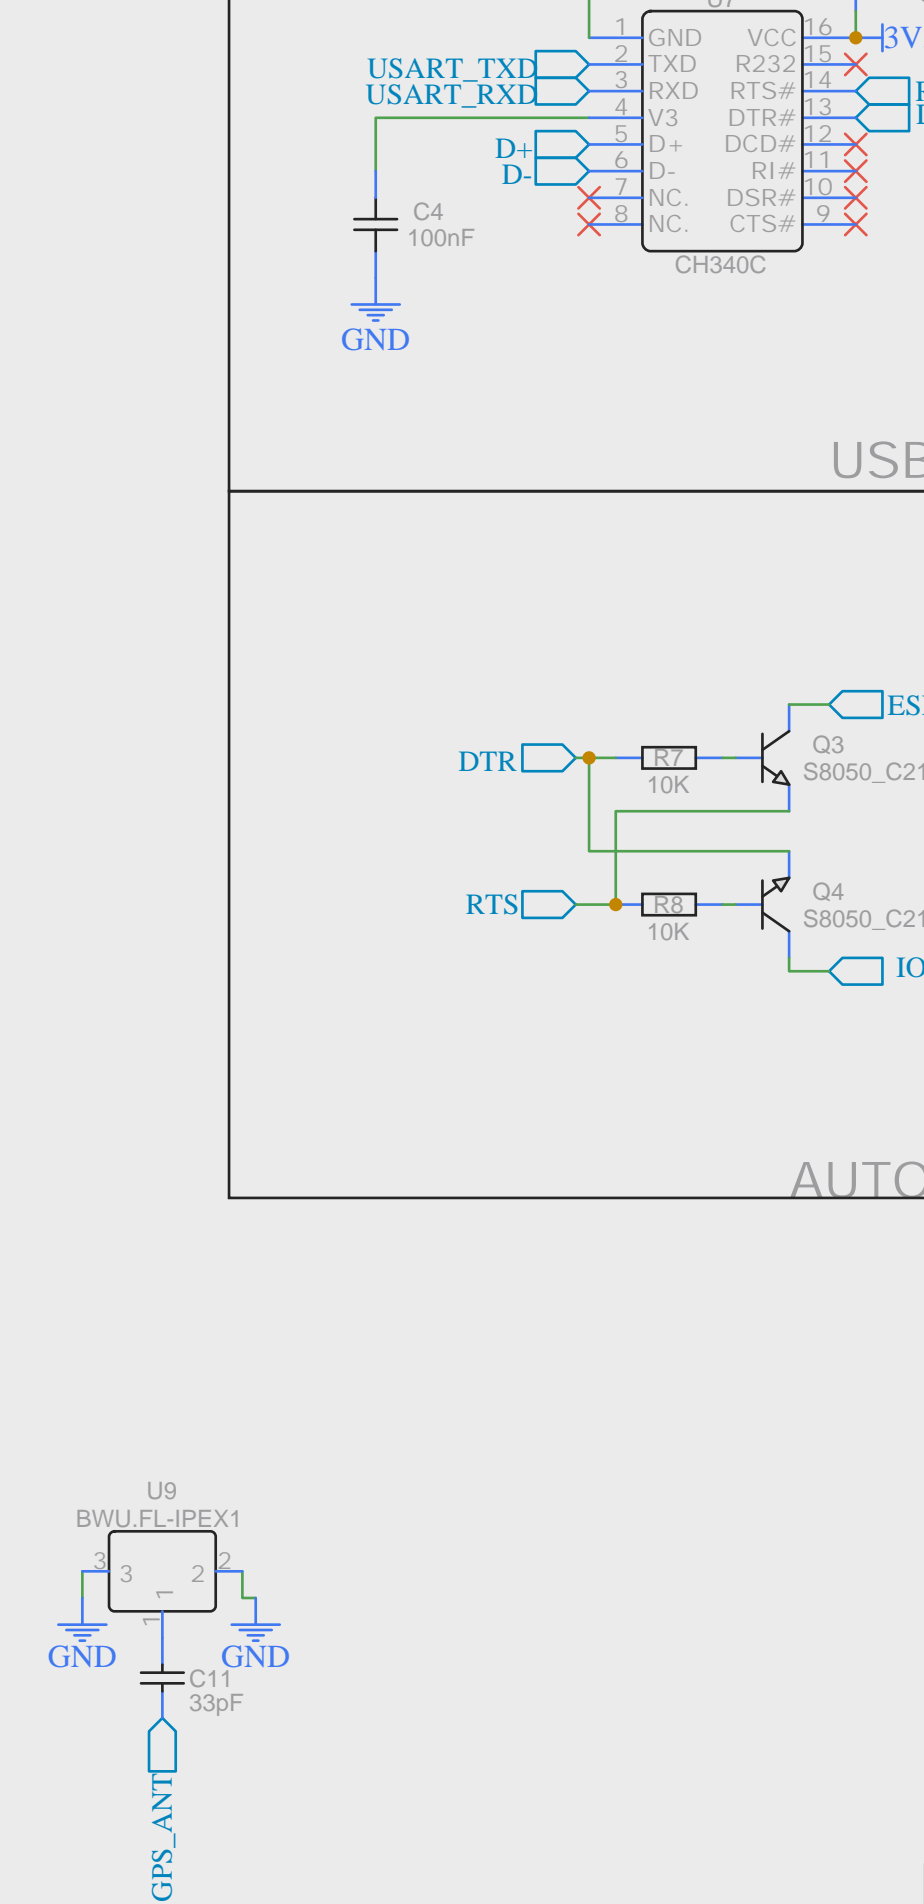 U7
1 GND VCC 16 3V
2 TXD R232 15
USART_TXD
3 RXD RTS# 14
USART_RXD
4 V3 DTR# 13
5 D+ DCD# 12
D+
6 D- RI# 11
D-
7 NC. DSR# 10
8 NC. CTS# 9
CH340C
C4
100nF
GND
USB
DTR
R7
10K
Q3
S8050_C21
RTS
R8
10K
Q4
S8050_C21
IO
AUTO
U9
BWU.FL-IPEX1
3 3 2 2
1
1
GND
GND
C11
33pF
GPS_ANT